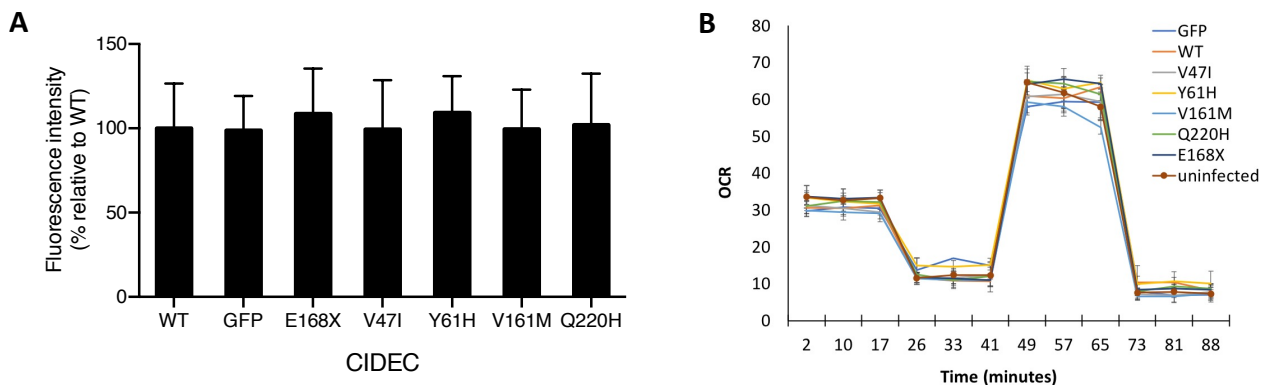 A
Fluorescence intensity
(% relative to WT)
150
100
50
0
WT GFP E168X V47I Y61H V161M Q220H
CIDEC
B
OCR
80
70
60
50
40
30
20
10
0
2 10 17 26 33 41 49 57 65 73 81 88
Time (minutes)
GFP
WT
V47I
Y61H
V161M
Q220H
E168X
uninfected